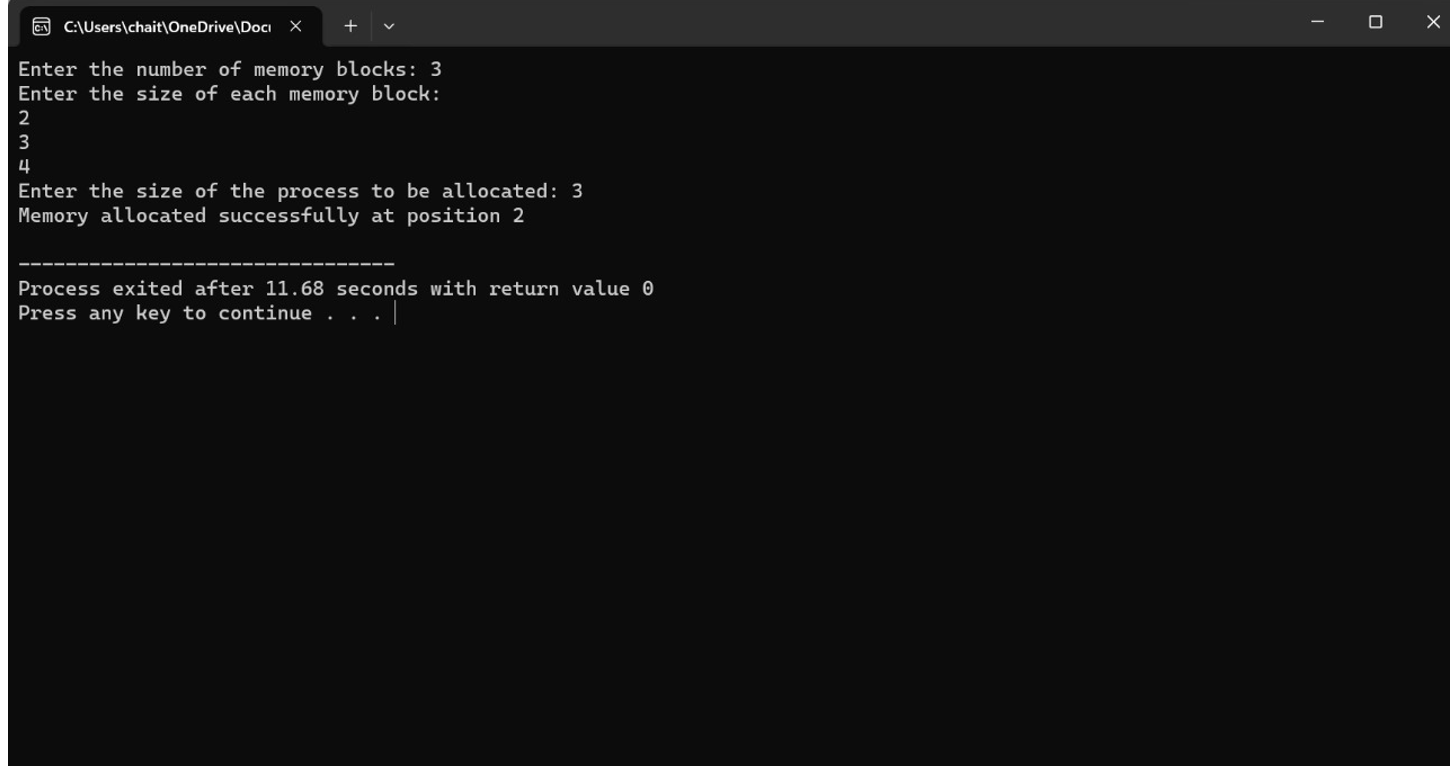 C:\Users\chait\OneDrive\Docu
Enter the number of memory blocks: 3
Enter the size of each memory block:
2
3
4
Enter the size of the process to be allocated: 3
Memory allocated successfully at position 2
--------------------------------
Process exited after 11.68 seconds with return value 0
Press any key to continue . . .